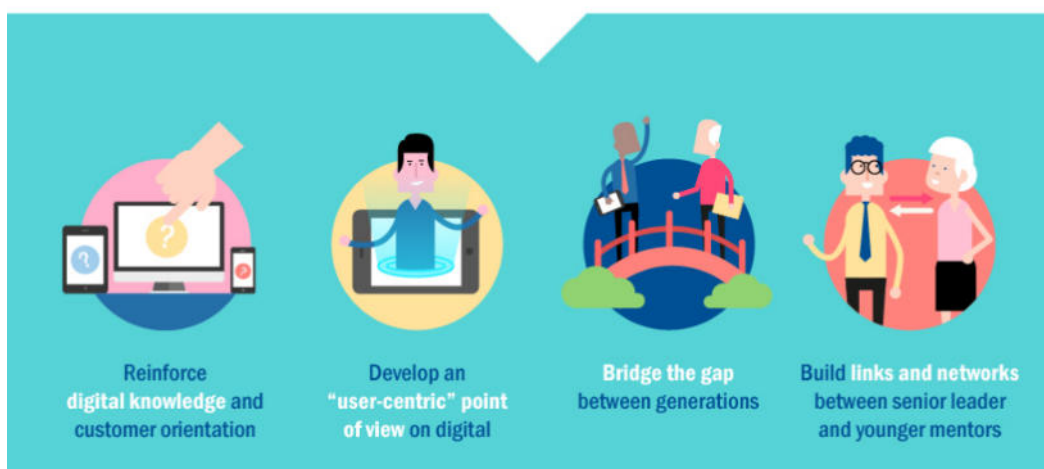 Reinforce
digital knowledge and
customer orientation
Develop an
“user-centric” point
of view on digital
Bridge the gap
between generations
Build links and networks
between senior leader
and younger mentors